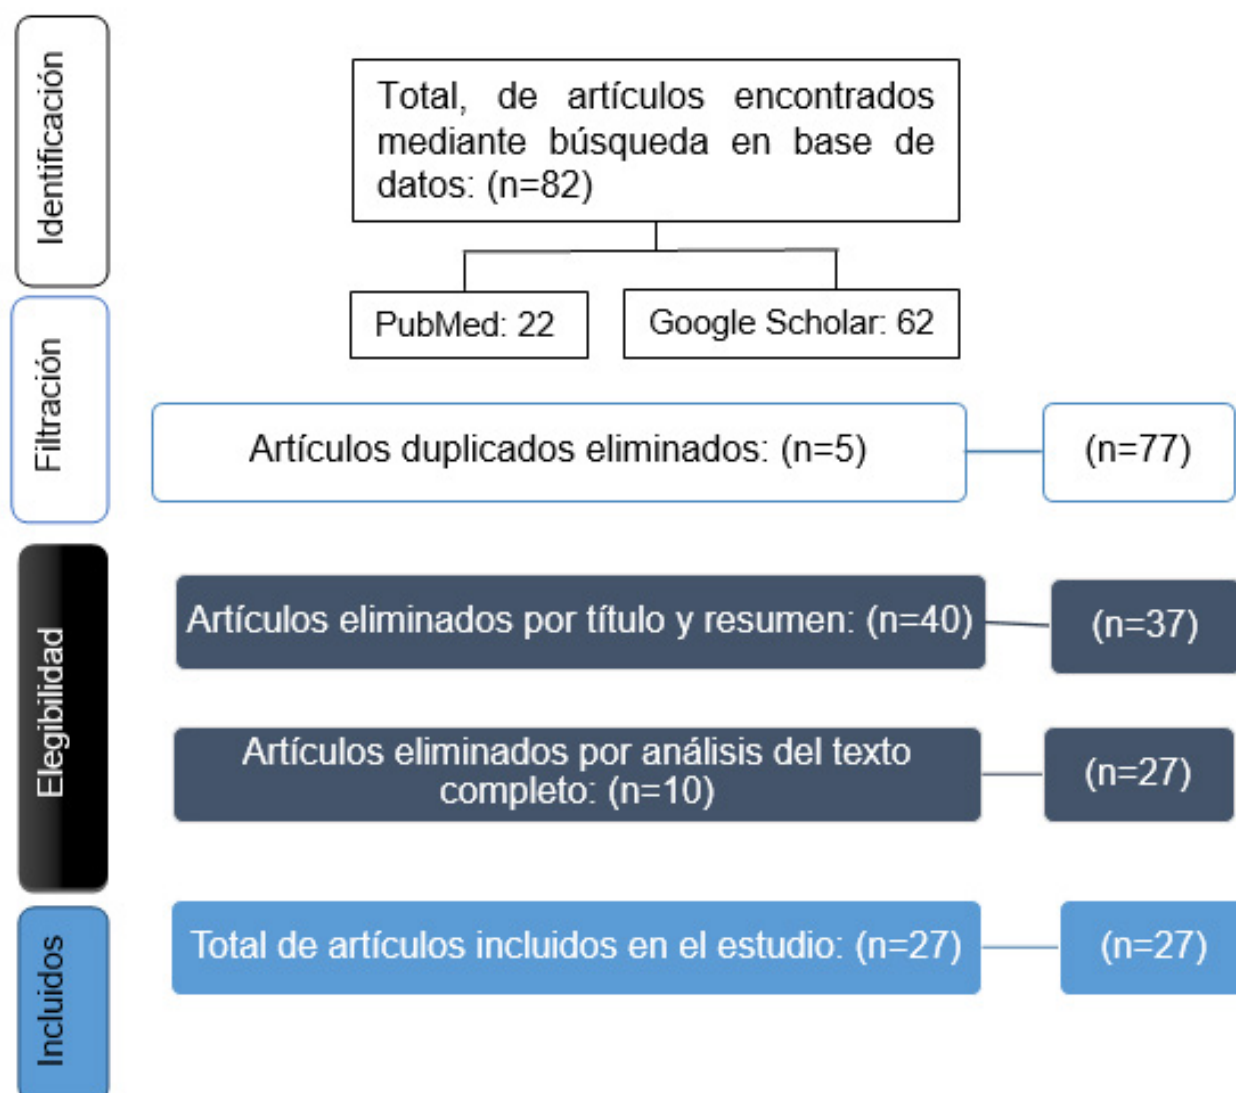 Identificación
Total, de artículos encontrados
mediante búsqueda en base de
datos: (n=82)
PubMed: 22
Google Scholar: 62
Filtración
Artículos duplicados eliminados: (n=5)
(n=77)
Elegibilidad
Artículos eliminados por título y resumen: (n=40)
(n=37)
Artículos eliminados por análisis del texto
completo: (n=10)
(n=27)
Incluidos
Total de artículos incluidos en el estudio: (n=27)
(n=27)